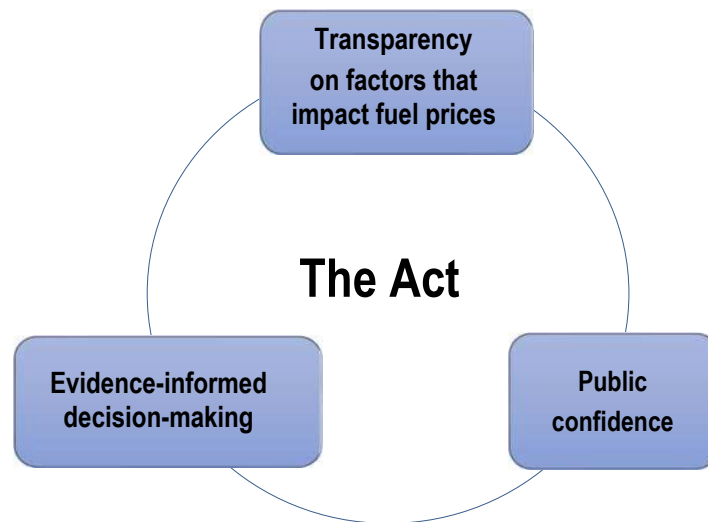 Transparency
on factors that
impact fuel prices
The Act
Evidence-informed
decision-making
Public
confidence